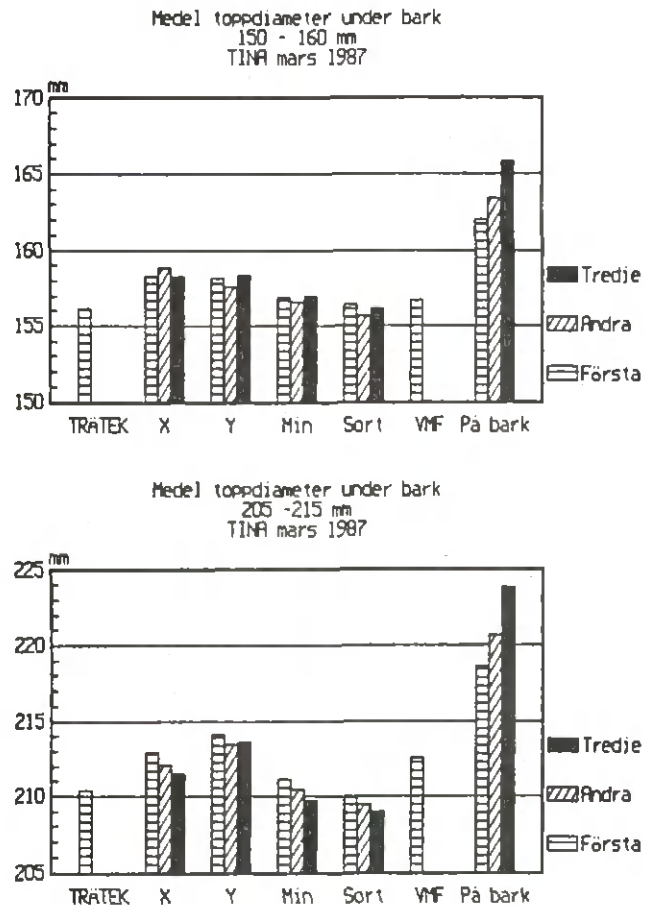 Medel toppdiameter under bark
150 - 160 mm
TINA mars 1987
mm
170
165
160
155
150
Tredje
Andra
Första
TRÄTEK X Y Min Sort VMF På bark
Medel toppdiameter under bark
205 -215 mm
TINA mars 1987
mm
225
220
215
210
205
Tredje
Andra
Första
TRÄTEK X Y Min Sort VMF På bark